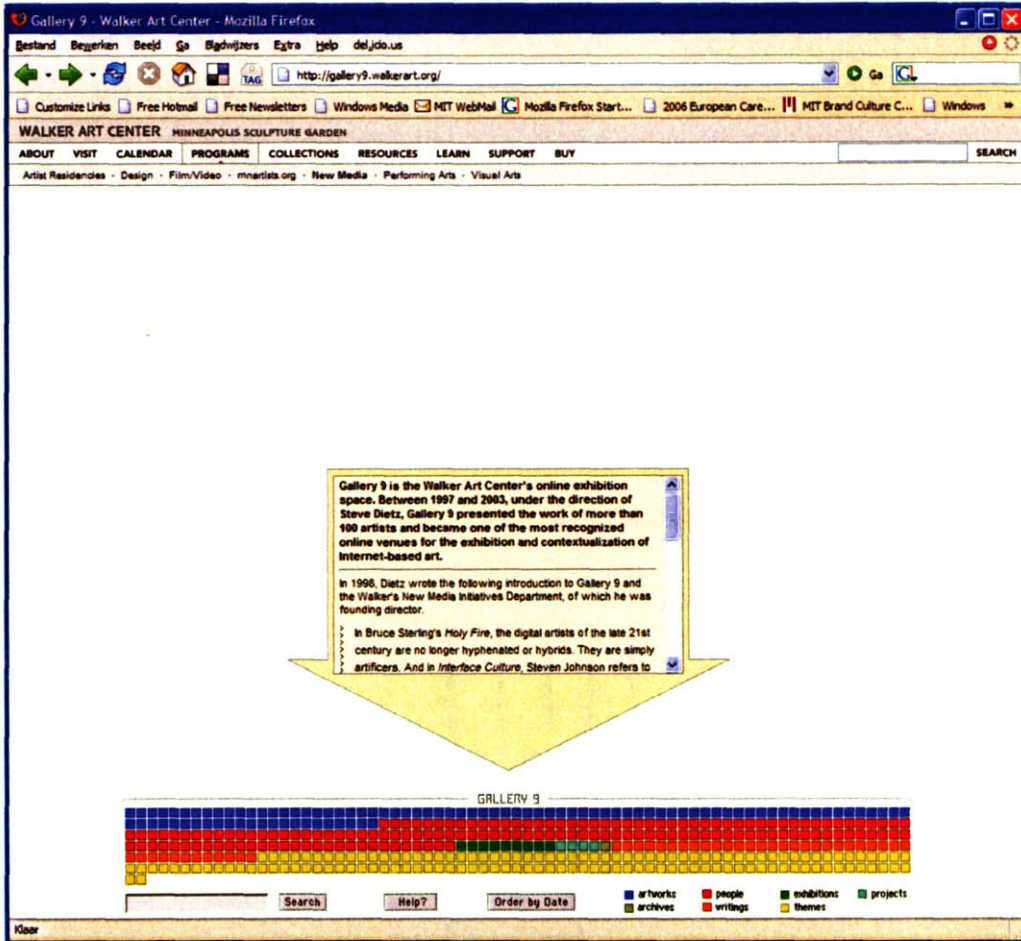 Gallery 9 - Walker Art Center - Mozilla Firefox
Bestand Bewerken Beeld Ga Bladwijzers Extra Help del.icio.us
TAG http://gallery9.walkerart.org/ Ga G
Customize Links Free Hotmail Free Newsletters Windows Media MIT WebMail Mozilla Firefox Start... 2006 European Care... MIT Brand Culture C... Windows »
WALKER ART CENTER MINNEAPOLIS SCULPTURE GARDEN
ABOUT VISIT CALENDAR PROGRAMS COLLECTIONS RESOURCES LEARN SUPPORT BUY SEARCH
Artist Residencies · Design · Film/Video · mnartists.org · New Media · Performing Arts · Visual Arts
Gallery 9 is the Walker Art Center's online exhibition
space. Between 1997 and 2003, under the direction of
Steve Dietz, Gallery 9 presented the work of more than
100 artists and became one of the most recognized
online venues for the exhibition and contextualization of
Internet-based art.
In 1998, Dietz wrote the following introduction to Gallery 9 and
the Walker's New Media Initiatives Department, of which he was
founding director.
In Bruce Sterling's Holy Fire, the digital artists of the late 21st
century are no longer hyphenated or hybrids. They are simply
artificers. And in Interface Culture, Steven Johnson refers to
GALLERY 9
Search Help? Order by Date
artworks people exhibitions projects
archives writings themes
Klaar